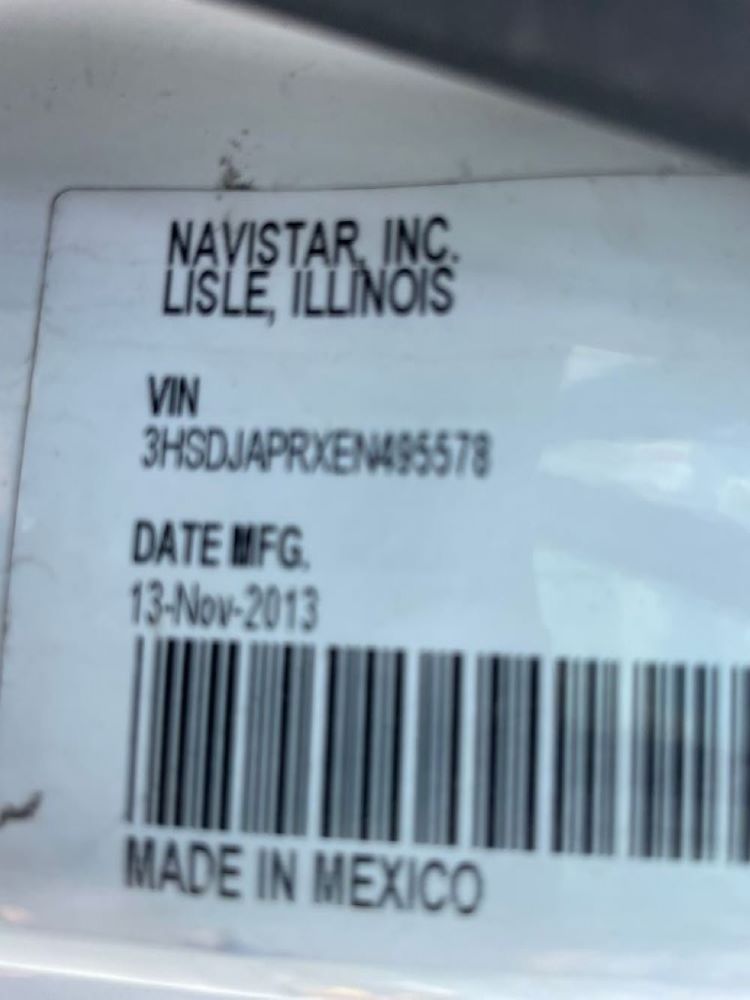 NAVISTAR, INC.
LISLE, ILLINOIS
VIN
3HSDJAPRXEN495578
DATE MFG.
13-Nov-2013
MADE IN MEXICO